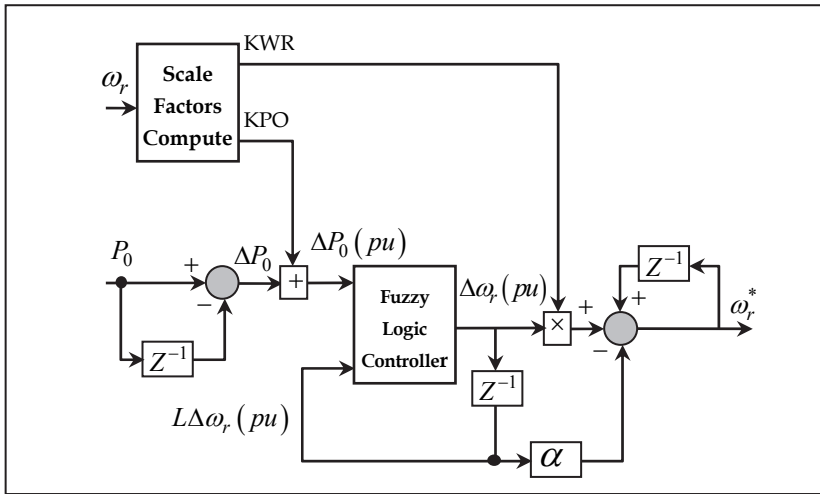 KWR
ω_r
Scale
Factors
Compute
KPO
P_0
+
−
ΔP_0
+
ΔP_0 (pu)
Z^{-1}
Fuzzy
Logic
Controller
Δω_r (pu)
×
+
+
−
Z^{-1}
ω_r^*
Z^{-1}
LΔω_r (pu)
α